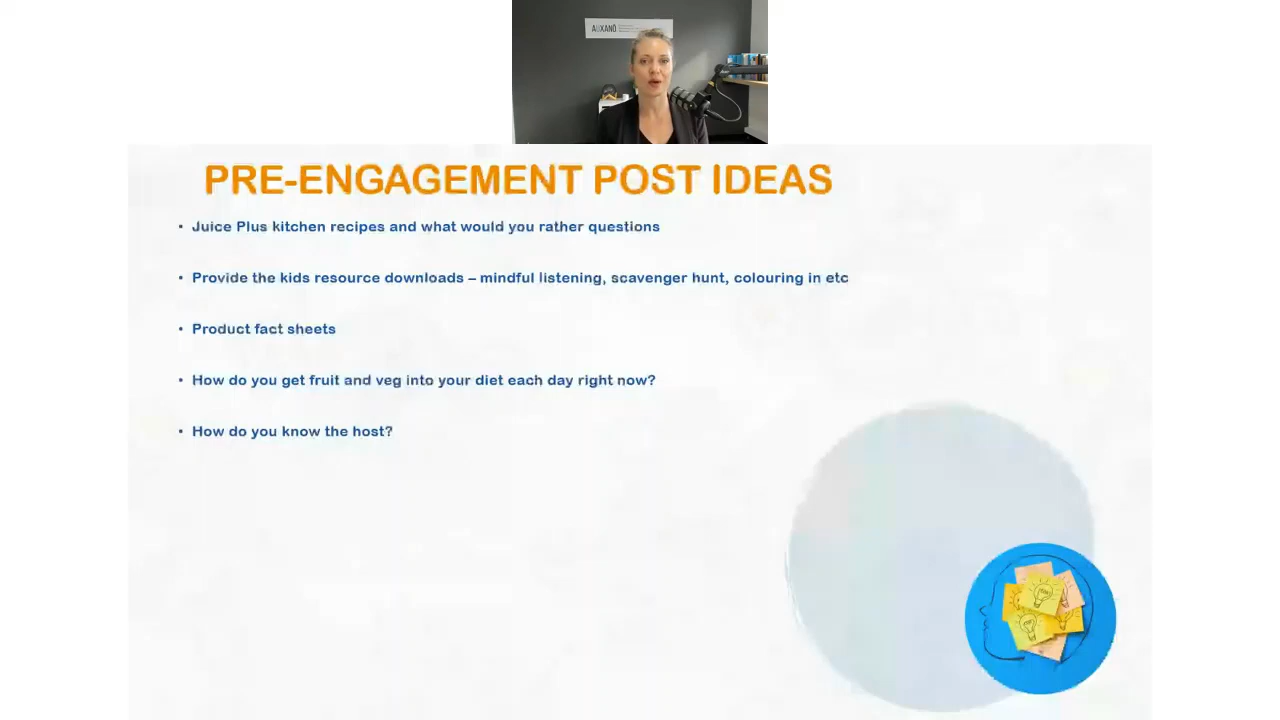 AUXANO
PRE-ENGAGEMENT POST IDEAS
• Juice Plus kitchen recipes and what would you rather questions
• Provide the kids resource downloads – mindful listening, scavenger hunt, colouring in etc
• Product fact sheets
• How do you get fruit and veg into your diet each day right now?
• How do you know the host?